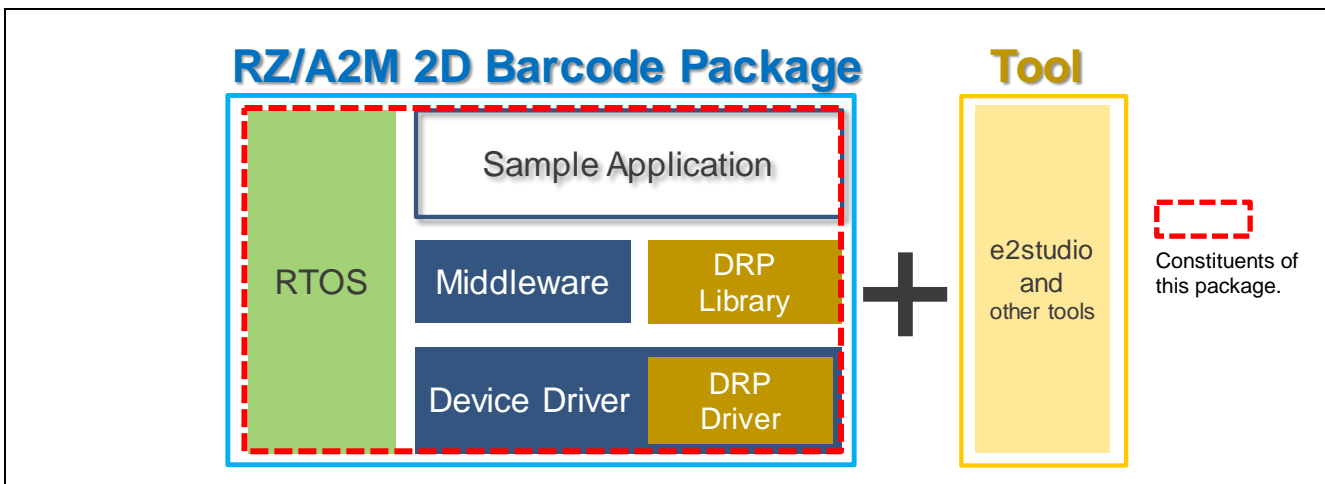 RZ/A2M 2D Barcode Package
Tool
Sample Application
RTOS
Middleware
DRP
Library
Device Driver
DRP
Driver
+
e2studio
and
other tools
Constituents of
this package.